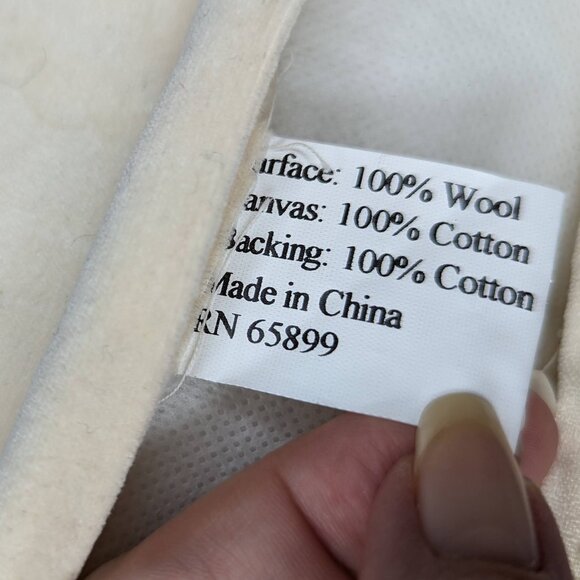 urface: 100% Wool
anvas: 100% Cotton
Backing: 100% Cotton
Made in China
RN 65899